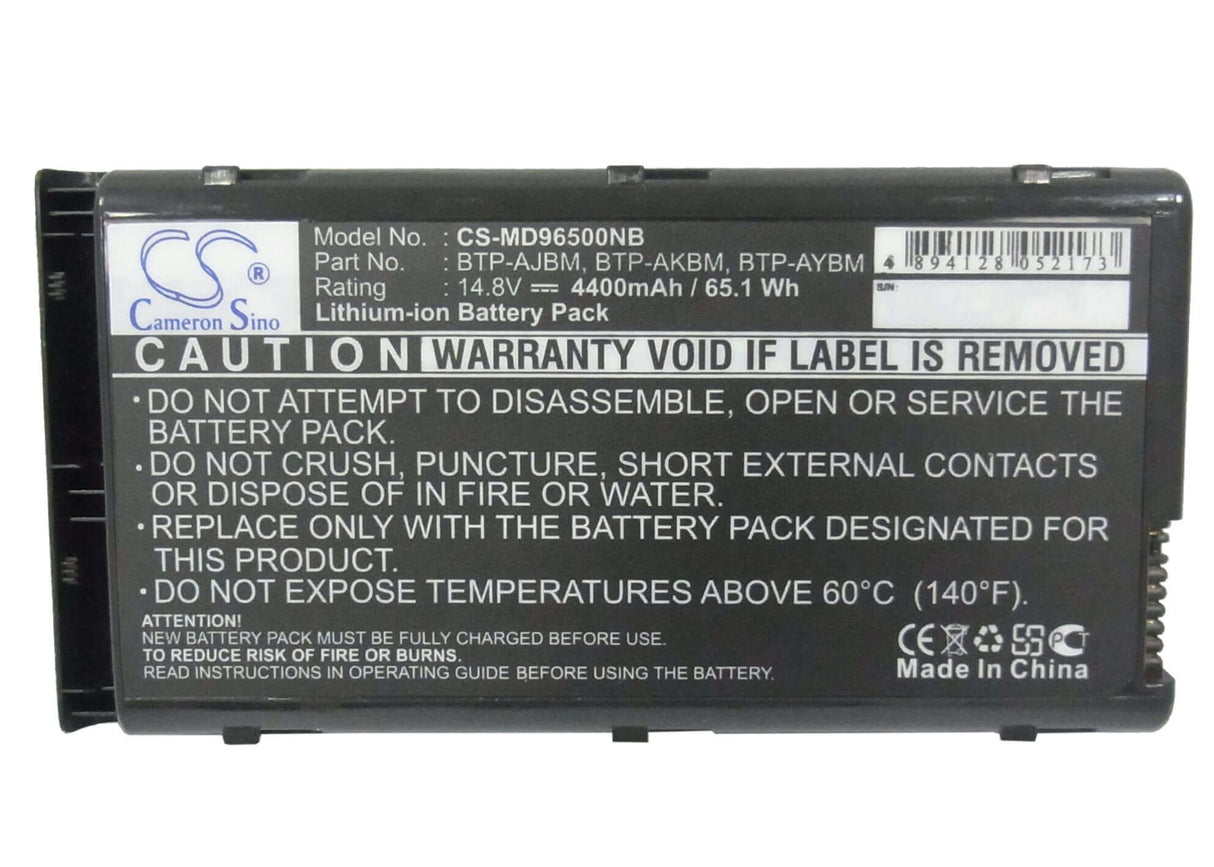 CS®
Cameron Sino
Model No. : CS-MD96500NB
Part No. : BTP-AJBM, BTP-AKBM, BTP-AYBM
Rating : 14.8V ⎓ 4400mAh / 65.1 Wh
Lithium-ion Battery Pack
4 894128 052173
S/N:
CAUTION WARRANTY VOID IF LABEL IS REMOVED
•DO NOT ATTEMPT TO DISASSEMBLE, OPEN OR SERVICE THE
BATTERY PACK.
•DO NOT CRUSH, PUNCTURE, SHORT EXTERNAL CONTACTS
OR DISPOSE OF IN FIRE OR WATER.
•REPLACE ONLY WITH THE BATTERY PACK DESIGNATED FOR
THIS PRODUCT.
•DO NOT EXPOSE TEMPERATURES ABOVE 60°C (140°F).
ATTENTION!
NEW BATTERY PACK MUST BE FULLY CHARGED BEFORE USE.
TO REDUCE RISK OF FIRE OR BURNS.
READ INSTRUCTIONS IN OPERATING GUIDE BEFORE USING THE BATTERY.
CE PCT
Made In China